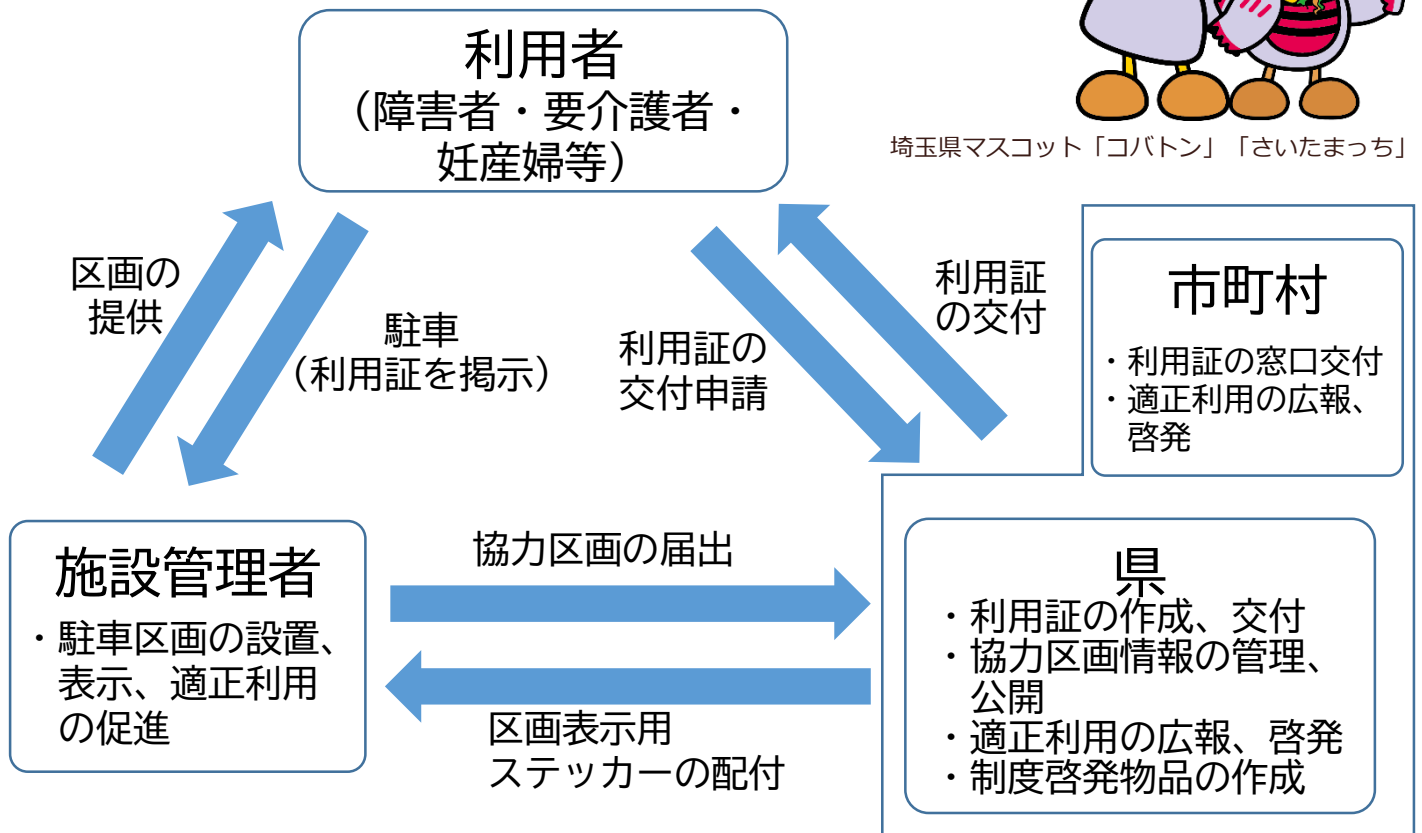 利用者
（障害者・要介護者・
妊産婦等）
埼玉県マスコット「コバトン」「さいたまっち」
区画の
提供
駐車
（利用証を掲示）
利用証の
交付申請
利用証
の交付
市町村
・利用証の窓口交付
・適正利用の広報、
啓発
施設管理者
・駐車区画の設置、
表示、適正利用
の促進
協力区画の届出
区画表示用
ステッカーの配付
県
・利用証の作成、交付
・協力区画情報の管理、
公開
・適正利用の広報、啓発
・制度啓発物品の作成